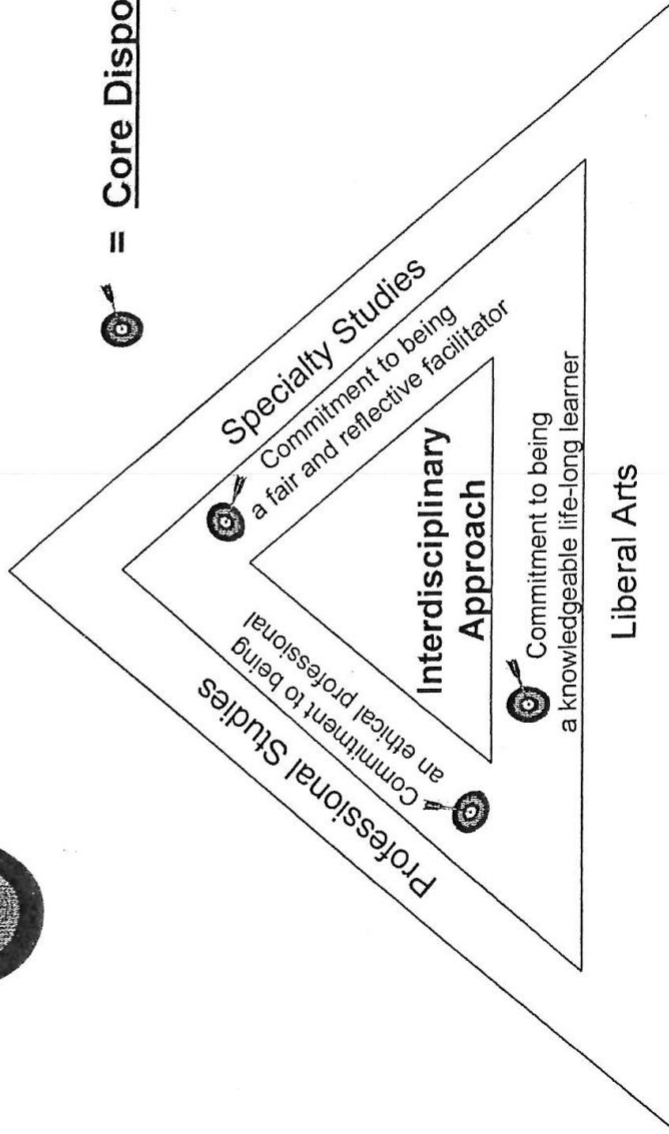 = Core Dispo
Professional Studies
Specialty Studies
Commitment to being
an ethical professional
Commitment to being
a fair and reflective facilitator
Interdisciplinary
Approach
Commitment to being
a knowledgeable life-long learner
Liberal Arts